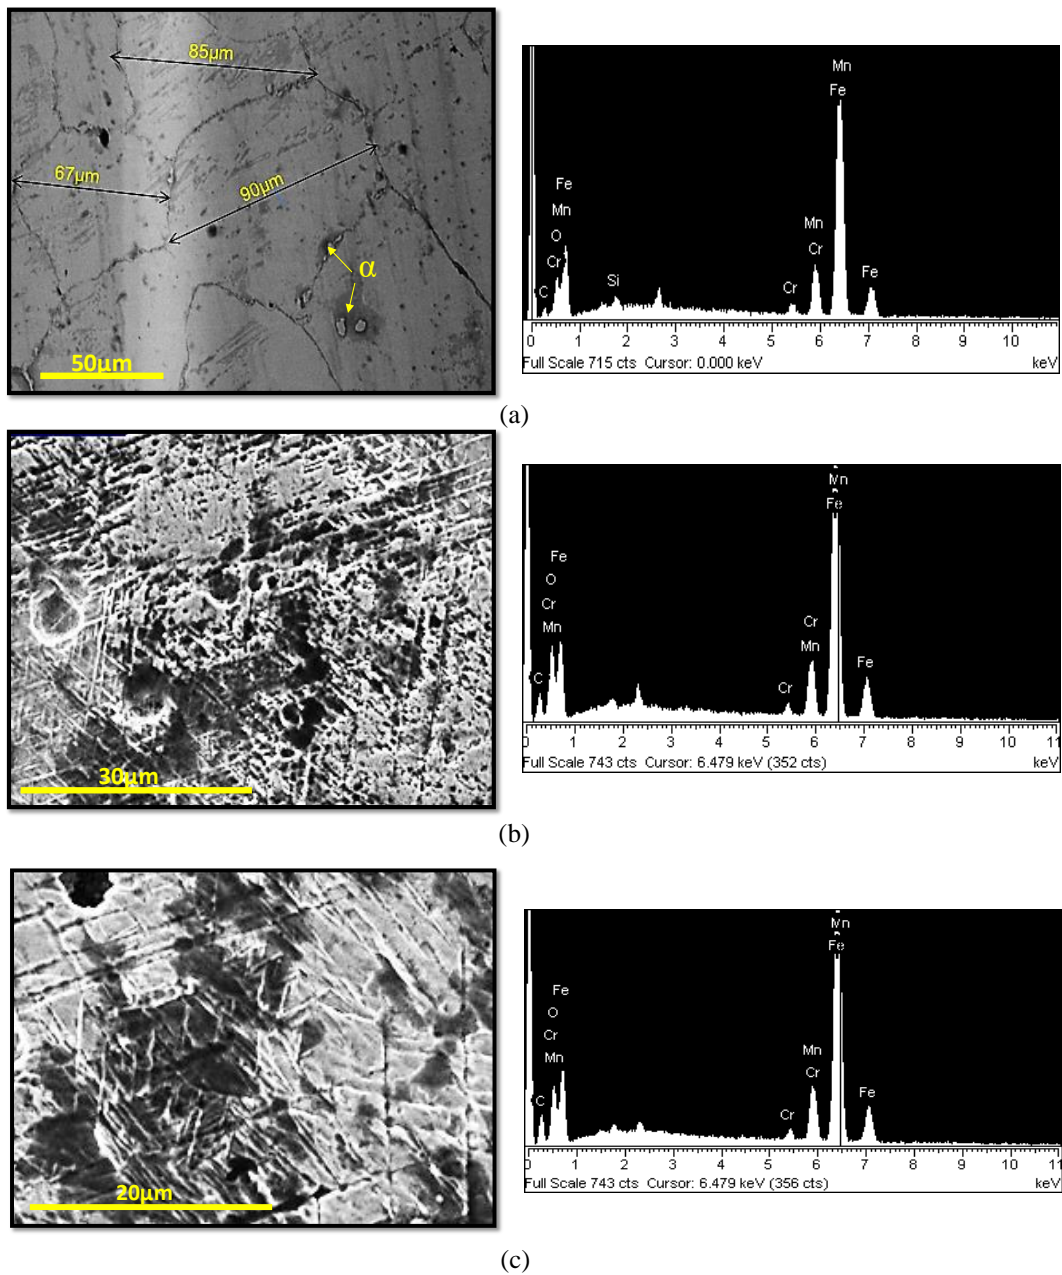 85µm
67µm
90µm
α
50µm
Mn
Fe
Fe
Mn
O
Cr
C
Si
Cr
Mn
Cr
Fe
0 1 2 3 4 5 6 7 8 9 10
Full Scale 715 cts Cursor: 0.000 keV
keV
(a)
30µm
Mn
Fe
Fe
O
Cr
Mn
C
Cr
Cr
Mn
Fe
0 1 2 3 4 5 6 7 8 9 10 11
Full Scale 743 cts Cursor: 6.479 keV (352 cts)
keV
(b)
20µm
Mn
Fe
Fe
O
Cr
Mn
C
Cr
Mn
Cr
Fe
0 1 2 3 4 5 6 7 8 9 10 11
Full Scale 743 cts Cursor: 6.479 keV (356 cts)
keV
(c)